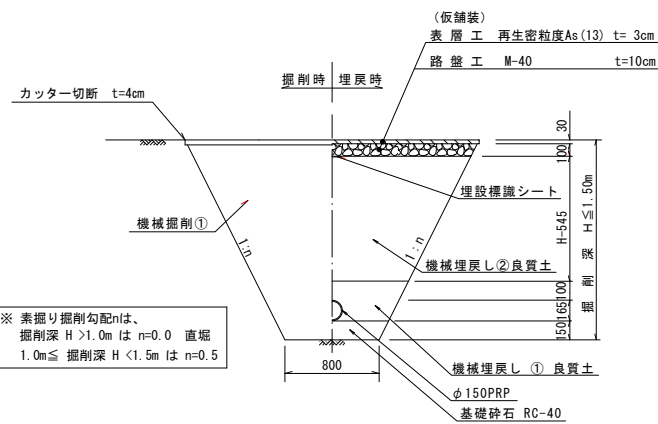 (仮舗装)
表 層 工 再生密粒度As(13) t= 3cm
路 盤 工 M-40 t=10cm
掘削時 埋戻時
カッター切断 t=4cm
30
100
埋設標識シート
機械掘削①
H-545
掘 削 深 H≦1.50m
1:n
1:n
機械埋戻し②良質土
100
165
150
※ 素掘り掘削勾配nは、
掘削深 H >1.0m は n=0.0 直堀
1.0m≦ 掘削深 H <1.5m は n=0.5
800
機械埋戻し ① 良質土
φ150PRP
基礎砕石 RC-40